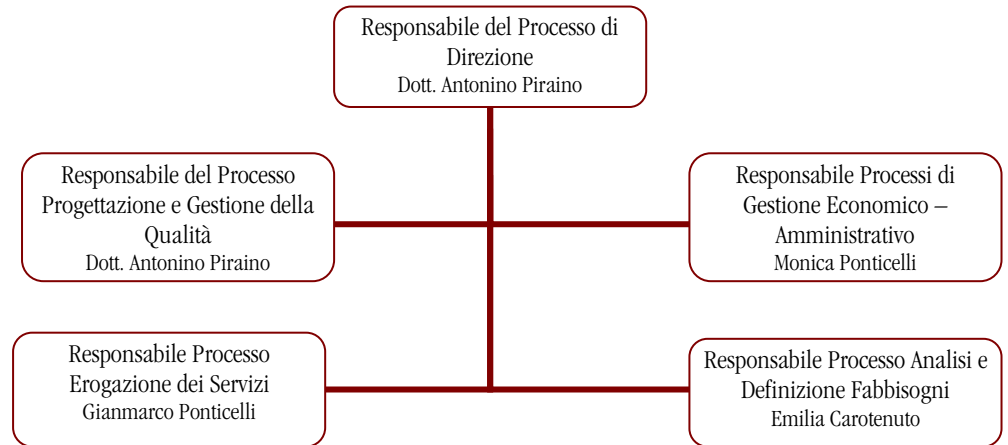 Responsabile del Processo di
Direzione
Dott. Antonino Piraino
Responsabile del Processo
Progettazione e Gestione della
Qualità
Dott. Antonino Piraino
Responsabile Processi di
Gestione Economico –
Amministrativo
Monica Ponticelli
Responsabile Processo
Erogazione dei Servizi
Gianmarco Ponticelli
Responsabile Processo Analisi e
Definizione Fabbisogni
Emilia Carotenuto